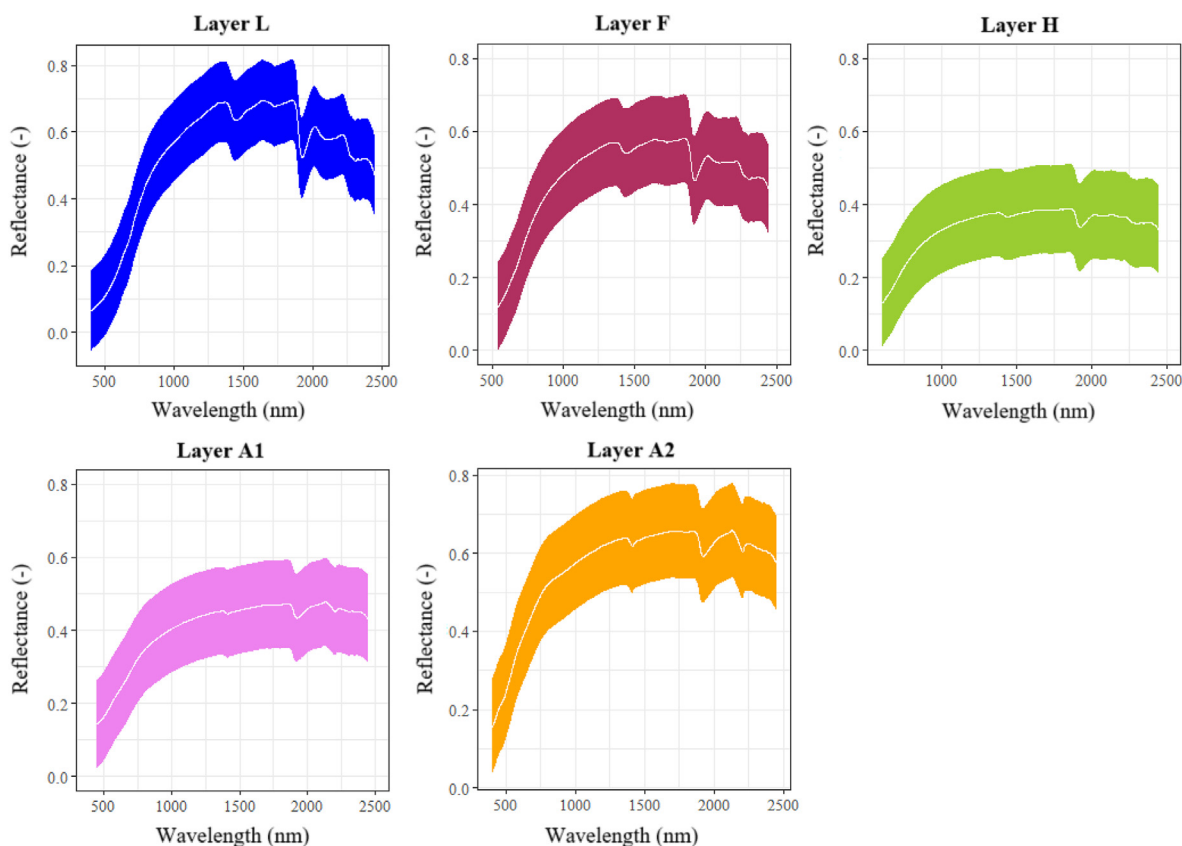 Layer L
Layer F
Layer H
Reflectance (-)
0.8
0.6
0.4
0.2
0.0
500 1000 1500 2000 2500
Wavelength (nm)
Reflectance (-)
0.8
0.6
0.4
0.2
0.0
500 1000 1500 2000 2500
Wavelength (nm)
Reflectance (-)
0.8
0.6
0.4
0.2
0.0
1000 1500 2000 2500
Wavelength (nm)
Layer A1
Layer A2
Reflectance (-)
0.8
0.6
0.4
0.2
0.0
500 1000 1500 2000 2500
Wavelength (nm)
Reflectance (-)
0.8
0.6
0.4
0.2
0.0
500 1000 1500 2000 2500
Wavelength (nm)